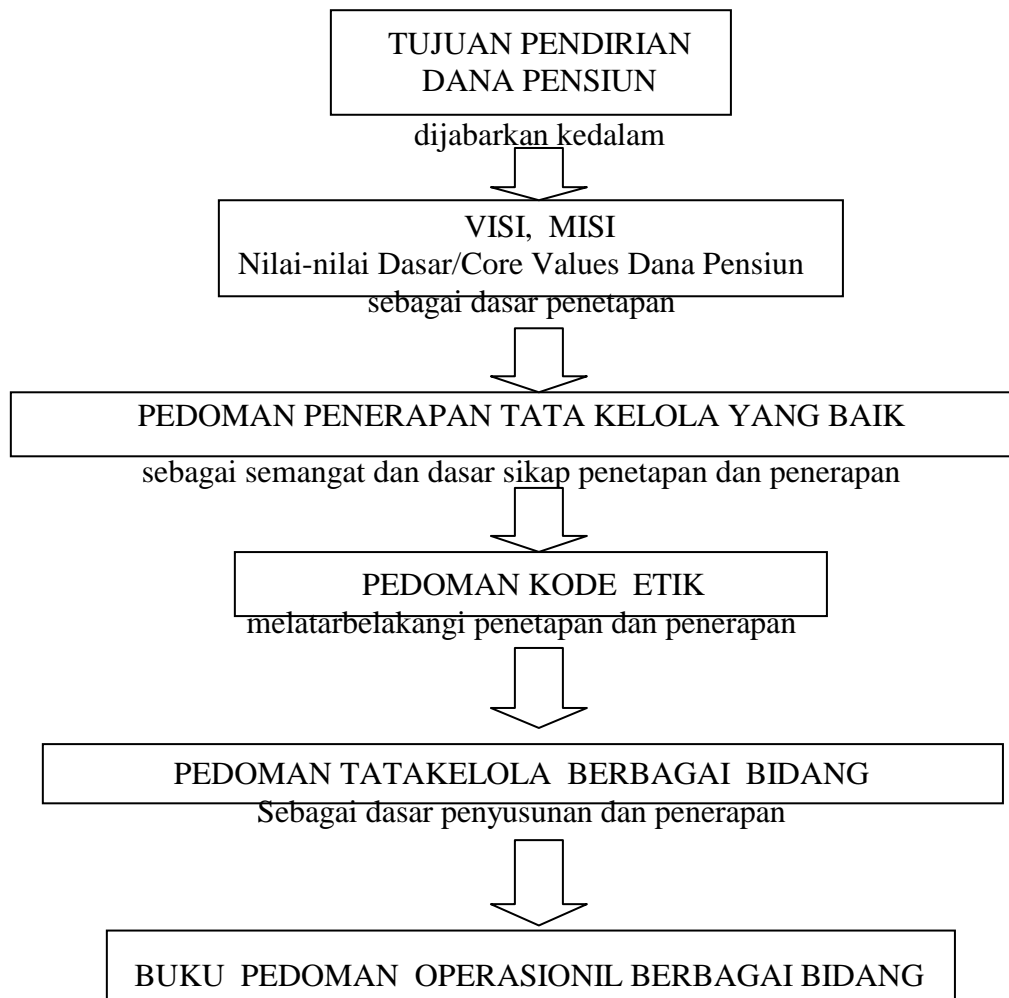 TUJUAN PENDIRIAN
DANA PENSIUN
dijabarkan kedalam
VISI, MISI
Nilai-nilai Dasar/Core Values Dana Pensiun
sebagai dasar penetapan
PEDOMAN PENERAPAN TATA KELOLA YANG BAIK
sebagai semangat dan dasar sikap penetapan dan penerapan
PEDOMAN KODE ETIK
melatarbelakangi penetapan dan penerapan
PEDOMAN TATAKELOLA BERBAGAI BIDANG
Sebagai dasar penyusunan dan penerapan
BUKU PEDOMAN OPERASIONIL BERBAGAI BIDANG